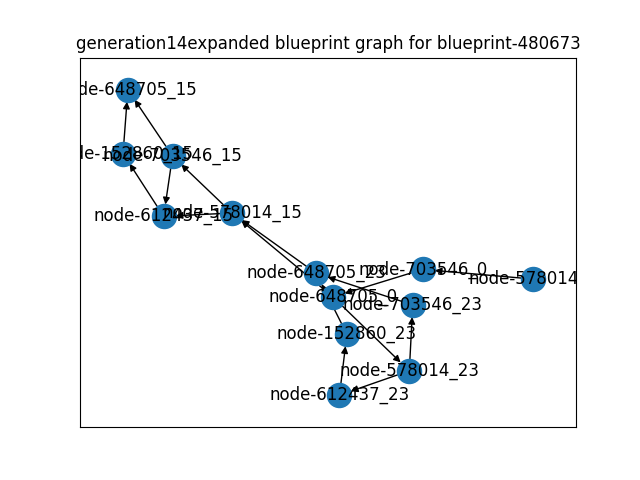 generation14expanded blueprint graph for blueprint-480673
de-648705_15
le-152860_15
node-703546_15
node-612437_15
node-578014_15
node-648705_23
node-703546_0
node-578014
node-648705_0
node-703546_23
node-152860_23
node-578014_23
node-612437_23